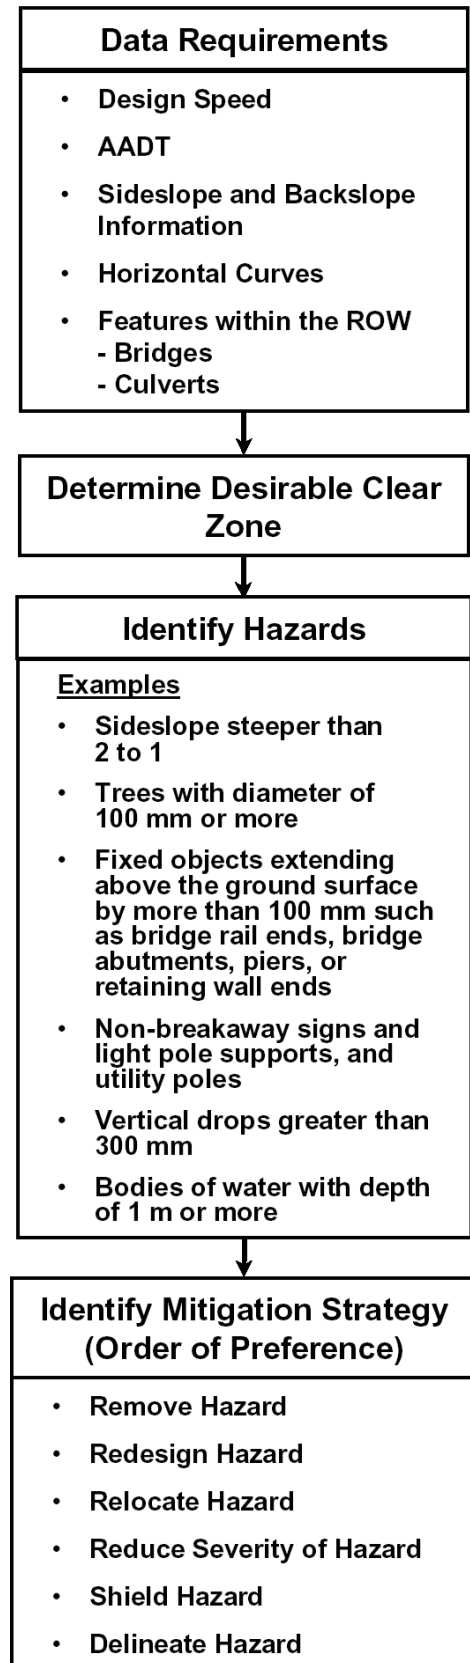 Data Requirements
• Design Speed
• AADT
• Sideslope and Backslope
Information
• Horizontal Curves
• Features within the ROW
- Bridges
- Culverts
Determine Desirable Clear
Zone
Identify Hazards
Examples
• Sideslope steeper than
2 to 1
• Trees with diameter of
100 mm or more
• Fixed objects extending
above the ground surface
by more than 100 mm such
as bridge rail ends, bridge
abutments, piers, or
retaining wall ends
• Non-breakaway signs and
light pole supports, and
utility poles
• Vertical drops greater than
300 mm
• Bodies of water with depth
of 1 m or more
Identify Mitigation Strategy
(Order of Preference)
• Remove Hazard
• Redesign Hazard
• Relocate Hazard
• Reduce Severity of Hazard
• Shield Hazard
• Delineate Hazard